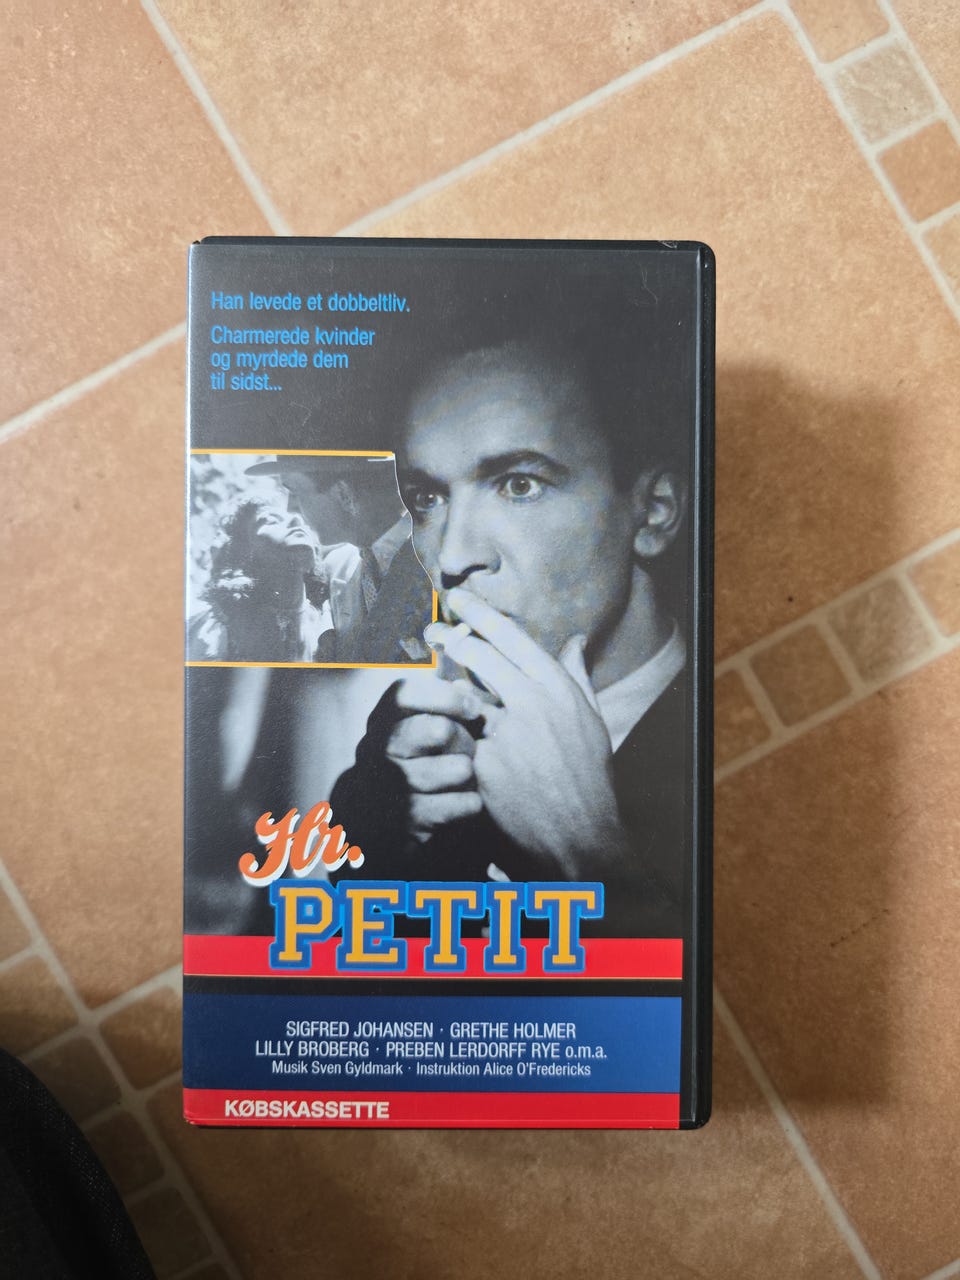 Han levede et dobbeltliv.
Charmerede kvinder
og myrdede dem
til sidst...
Hr.
PETIT
SIGFRED JOHANSEN · GRETHE HOLMER
LILLY BROBERG · PREBEN LERDORFF RYE o.m.a.
Musik Sven Gyldmark · Instruktion Alice O'Fredericks
KØBSKASSETTE